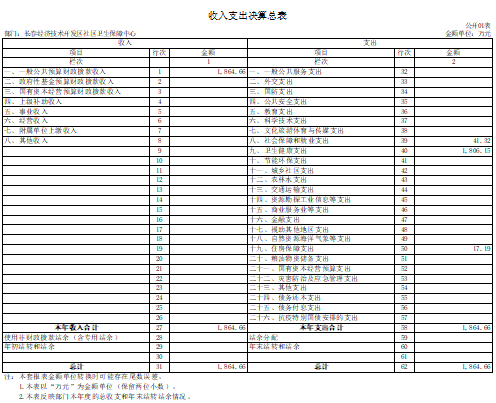 收入支出决算总表
公开01表
部门：长春经济技术开发区社区卫生保障中心 金额单位：万元
收入 支出
项目 行次 金额 项目 行次 金额
栏次 1 栏次 2
一、一般公共预算财政拨款收入 1 1,864.66 一、一般公共服务支出 32
二、政府性基金预算财政拨款收入 2 二、外交支出 33
三、国有资本经营预算财政拨款收入 3 三、国防支出 34
四、上级补助收入 4 四、公共安全支出 35
五、事业收入 5 五、教育支出 36
六、经营收入 6 六、科学技术支出 37
七、附属单位上缴收入 7 七、文化旅游体育与传媒支出 38
八、其他收入 8 八、社会保障和就业支出 39 41.32
9 九、卫生健康支出 40 1,806.15
10 十、节能环保支出 41
11 十一、城乡社区支出 42
12 十二、农林水支出 43
13 十三、交通运输支出 44
14 十四、资源勘探工业信息等支出 45
15 十五、商业服务业等支出 46
16 十六、金融支出 47
17 十七、援助其他地区支出 48
18 十八、自然资源海洋气象等支出 49
19 十九、住房保障支出 50 17.19
20 二十、粮油物资储备支出 51
21 二十一、国有资本经营预算支出 52
22 二十二、灾害防治及应急管理支出 53
23 二十三、其他支出 54
24 二十四、债务还本支出 55
25 二十五、债务付息支出 56
26 二十六、抗疫特别国债安排的支出 57
本年收入合计 27 1,864.66 本年支出合计 58 1,864.66
使用非财政拨款结余（含专用结余） 28 结余分配 59
年初结转和结余 29 年末结转和结余 60
30 61
总计 31 1,864.66 总计 62 1,864.66
注：本套报表金额单位转换时可能存在尾数误差。
1.本表以“万元”为金额单位（保留两位小数）。
2.本表反映部门本年度的总收支和年末结转结余情况。